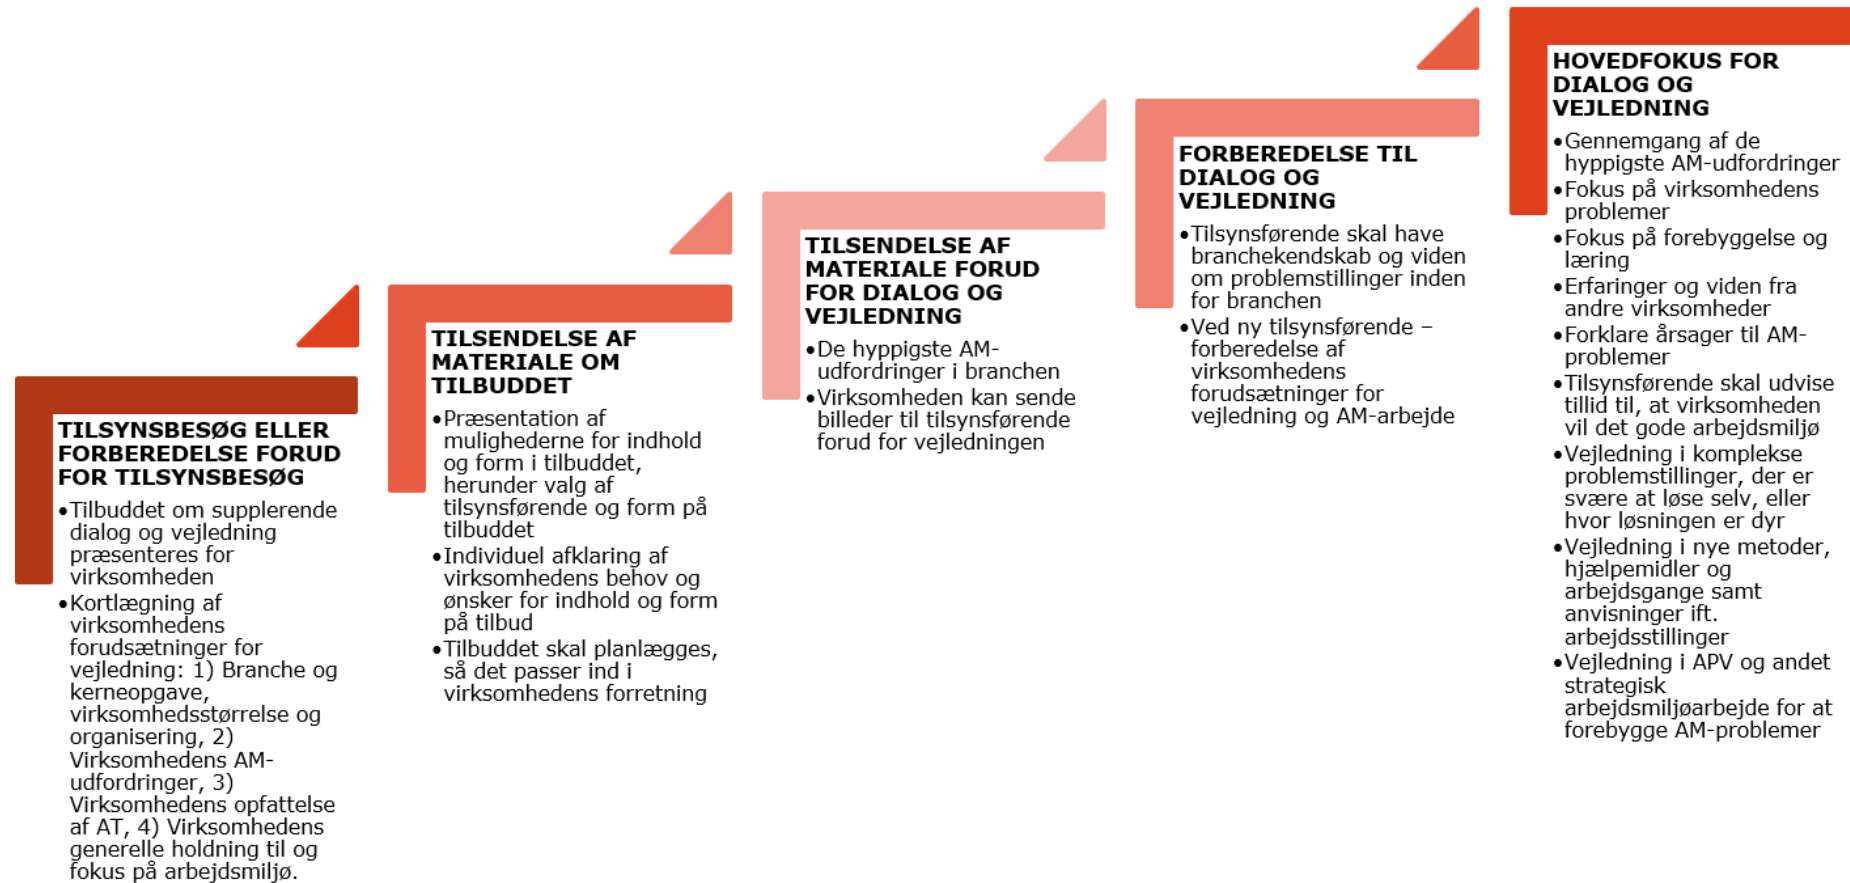 TILSYNSBESØG ELLER
FORBEREDELSE FORUD
FOR TILSYNSBESØG
•Tilbuddet om supplerende
dialog og vejledning
præsenteres for
virksomheden
•Kortlægning af
virksomhedens
forudsætninger for
vejledning: 1) Branche og
kerneopgave,
virksomhedsstørrelse og
organisering, 2)
Virksomhedens AM-
udfordringer, 3)
Virksomhedens opfattelse
af AT, 4) Virksomhedens
generelle holdning til og
fokus på arbejdsmiljø.
TILSENDELSE AF
MATERIALE OM
TILBUDDET
•Præsentation af
mulighederne for indhold
og form i tilbuddet,
herunder valg af
tilsynsførende og form på
tilbuddet
•Individuel afklaring af
virksomhedens behov og
ønsker for indhold og form
på tilbud
•Tilbuddet skal planlægges,
så det passer ind i
virksomhedens forretning
TILSENDELSE AF
MATERIALE FORUD
FOR DIALOG OG
VEJLEDNING
•De hyppigste AM-
udfordringer i branchen
•Virksomheden kan sende
billeder til tilsynsførende
forud for vejledningen
FORBEREDELSE TIL
DIALOG OG
VEJLEDNING
•Tilsynsførende skal have
branchekendskab og viden
om problemstillinger inden
for branchen
•Ved ny tilsynsførende –
forberedelse af
virksomhedens
forudsætninger for
vejledning og AM-arbejde
HOVEDFOKUS FOR
DIALOG OG
VEJLEDNING
•Gennemgang af de
hyppigste AM-udfordringer
•Fokus på virksomhedens
problemer
•Fokus på forebyggelse og
læring
•Erfaringer og viden fra
andre virksomheder
•Forklare årsager til AM-
problemer
•Tilsynsførende skal udvise
tillid til, at virksomheden
vil det gode arbejdsmiljø
•Vejledning i komplekse
problemstillinger, der er
svære at løse selv, eller
hvor løsningen er dyr
•Vejledning i nye metoder,
hjælpemidler og
arbejdsgange samt
anvisninger ift.
arbejdsstillinger
•Vejledning i APV og andet
strategisk
arbejdsmiljøarbejde for at
forebygge AM-problemer